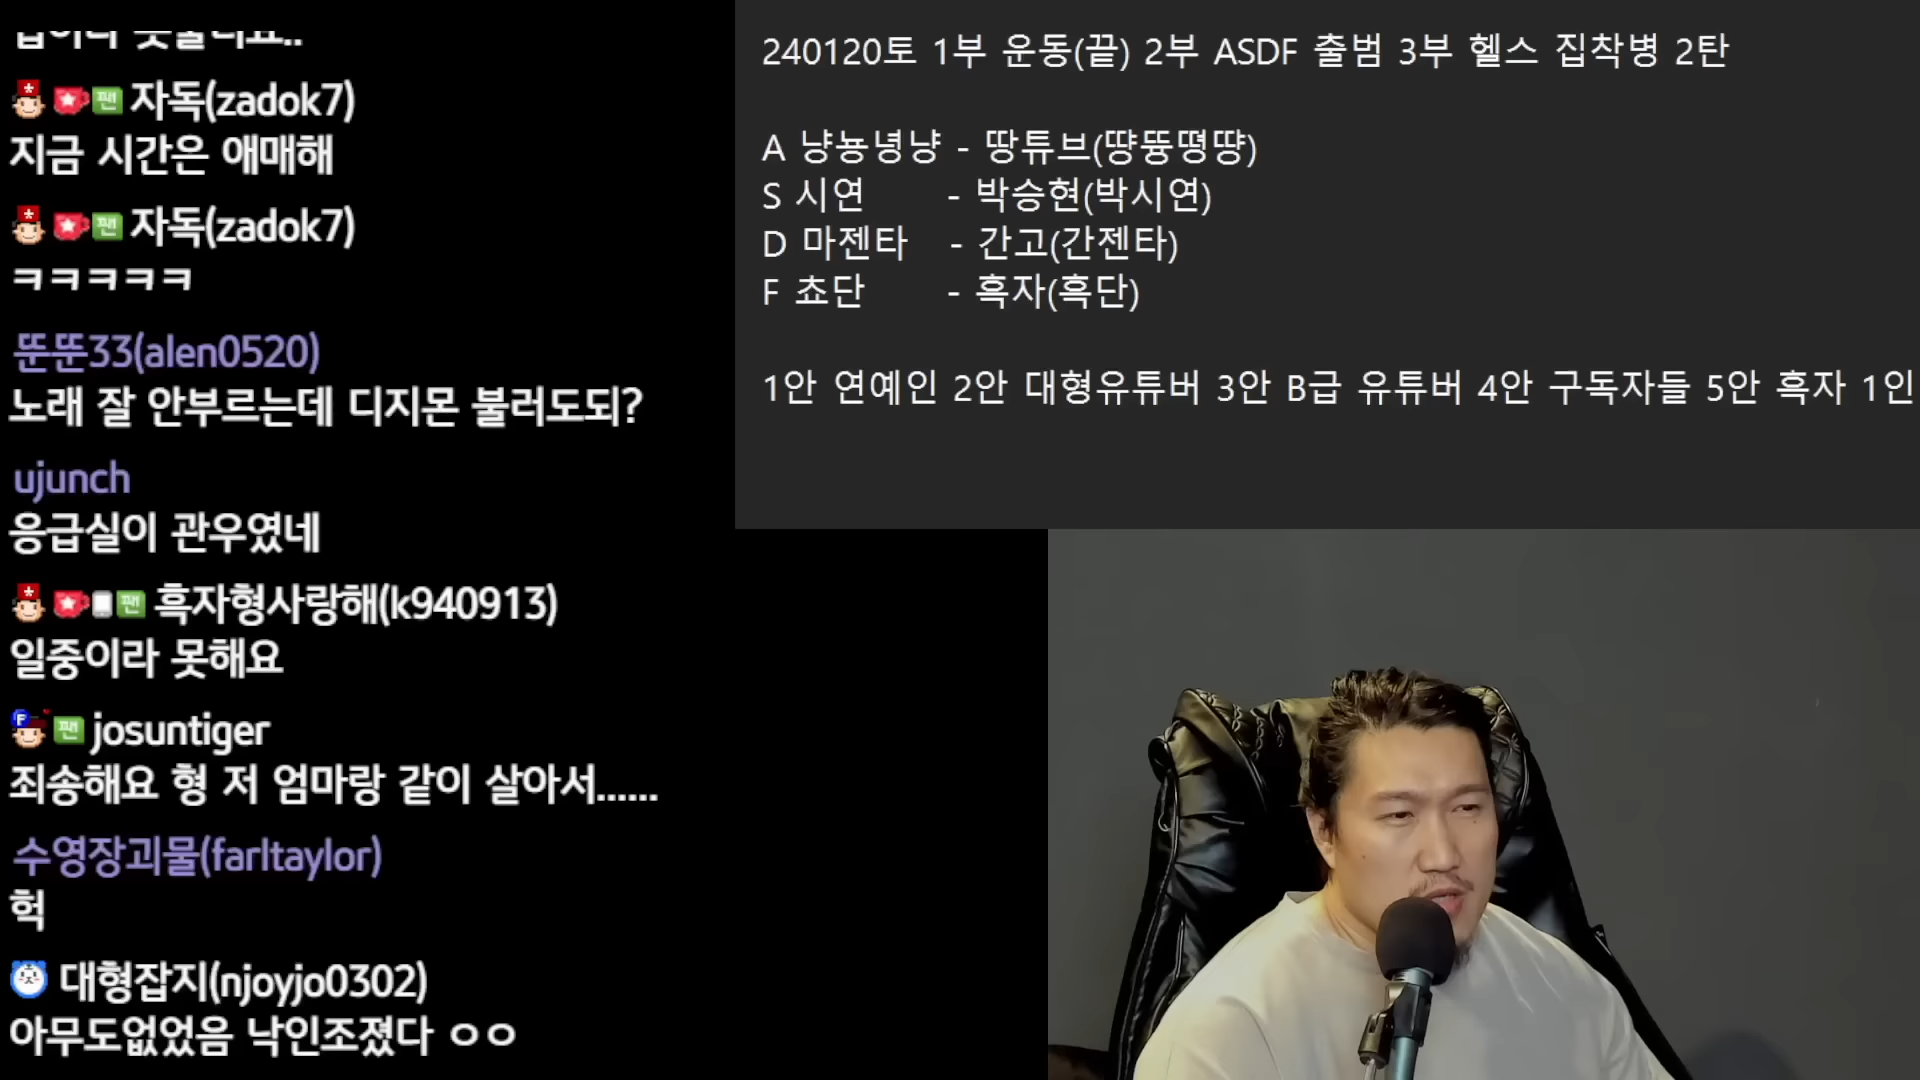 자독(zadok7)
지금 시간은 애매해
자독(zadok7)
ㅋㅋㅋㅋㅋ
뚠뚠33(alen0520)
노래 잘 안부르는데 디지몬 불러도되?
ujunch
응급실이 관우였네
흑자형사랑해(k940913)
일중이라 못해요
josuntiger
죄송해요 형 저 엄마랑 같이 살아서......
수영장괴물(farltaylor)
헉
대형잡지(njoyjo0302)
아무도없었음 낙인조졌다 ㅇㅇ
240120토 1부 운동(끝) 2부 ASDF 출범 3부 헬스 집착병 2탄
A 냥뇽녕냥 - 땅튜브(땽뜡뗭땽)
S 시연 - 박승현(박시연)
D 마젠타 - 간고(간젠타)
F 쵸단 - 흑자(흑단)
1안 연예인 2안 대형유튜버 3안 B급 유튜버 4안 구독자들 5안 흑자 1인